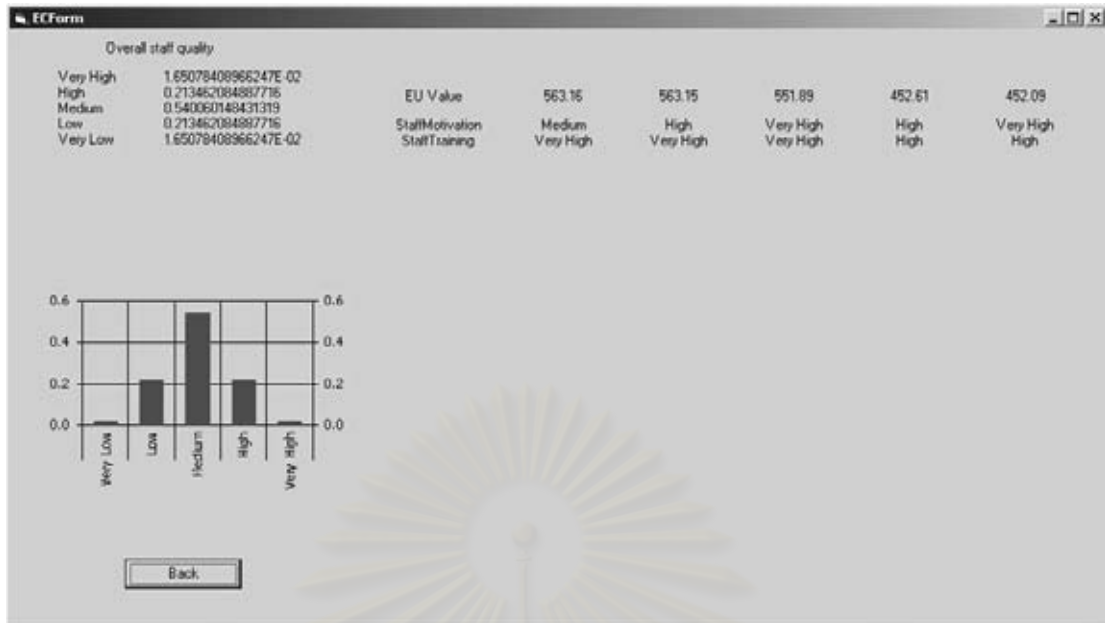 ECForm
Overall staff quality
Very High 1.65078408966247E-02
High 0.213462084887716
Medium 0.540060148431319
Low 0.213462084887716
Very Low 1.65078408966247E-02
EU Value 563.16 563.15 551.89 452.61 452.09
StaffMotivation Medium High Very High High Very High
StaffTraining Very High Very High Very High High High
0.6 0.6
0.4 0.4
0.2 0.2
0.0 0.0
Very Low Low Medium High Very High
Back